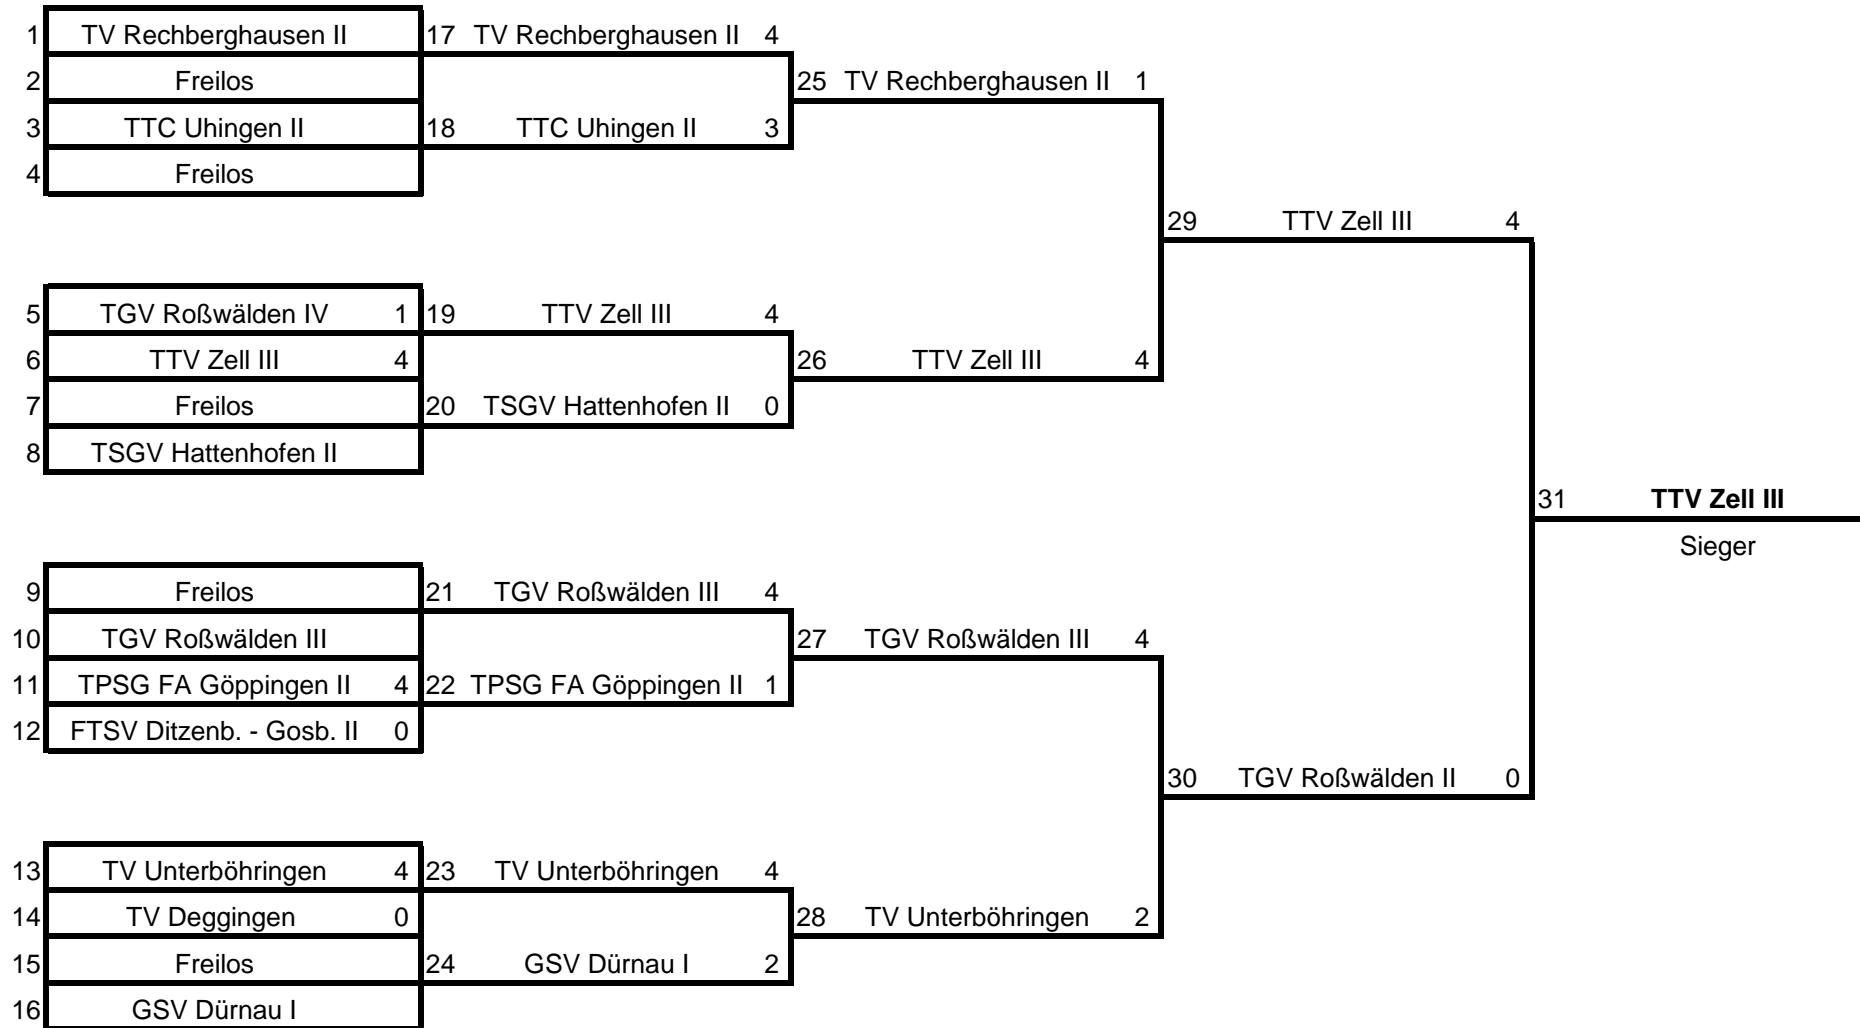 1 TV Rechberghausen II 17 TV Rechberghausen II 4
2 Freilos 25 TV Rechberghausen II 1
3 TTC Uhingen II 18 TTC Uhingen II 3
4 Freilos
29 TTV Zell III 4
5 TGV Roßwälden IV 1 19 TTV Zell III 4
6 TTV Zell III 4 26 TTV Zell III 4
7 Freilos 20 TSGV Hattenhofen II 0
8 TSGV Hattenhofen II
31 TTV Zell III
Sieger
9 Freilos 21 TGV Roßwälden III 4
10 TGV Roßwälden III 27 TGV Roßwälden III 4
11 TPSG FA Göppingen II 4 22 TPSG FA Göppingen II 1
12 FTSV Ditzenb. - Gosb. II 0
30 TGV Roßwälden II 0
13 TV Unterböhringen 4 23 TV Unterböhringen 4
14 TV Deggingen 0 28 TV Unterböhringen 2
15 Freilos 24 GSV Dürnau I 2
16 GSV Dürnau I